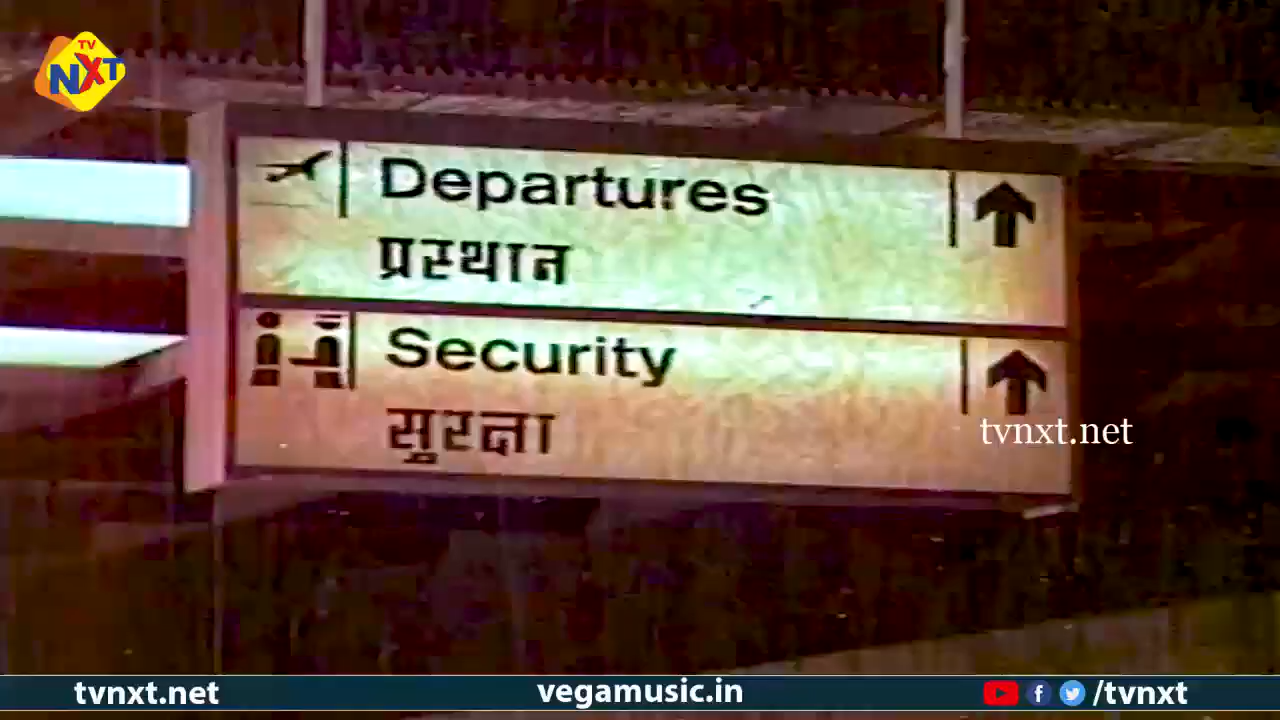 TV
NXT
Departures
प्रस्थान
Security
सुरक्षा
tvnxt.net
tvnxt.net
vegamusic.in
/tvnxt